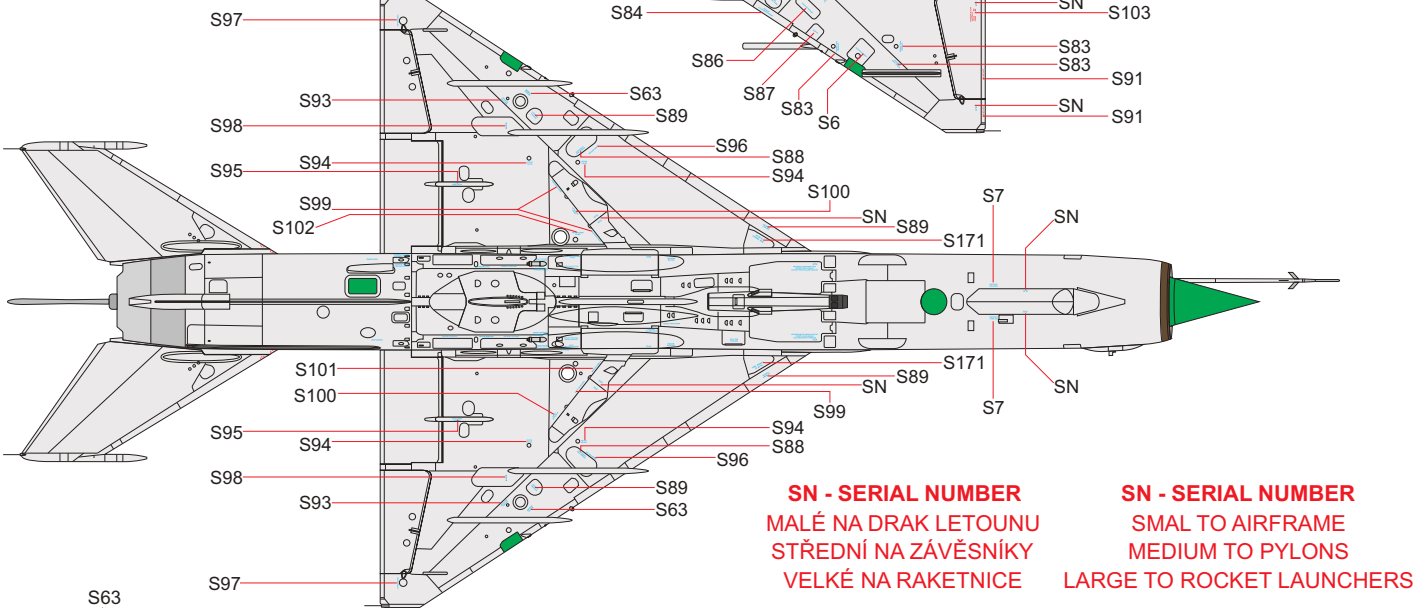 SN
S97
S84
S103
S86
S83
S83
S93
S63
S87
S91
S83
S89
SN
S98
S6
S91
S96
S94
S88
S95
S94
S100
S99
S7
SN
SN
S102
S89
S171
S101
S171
S89
SN
SN
S100
S99
S7
S95
S94
S94
S88
S96
S98
S89
SN - SERIAL NUMBER
SN - SERIAL NUMBER
S93
S63
MALÉ NA DRAK LETOUNU
SMAL TO AIRFRAME
STŘEDNÍ NA ZÁVĚSNÍKY
MEDIUM TO PYLONS
S97
VELKÉ NA RAKETNICE
LARGE TO ROCKET LAUNCHERS
S63